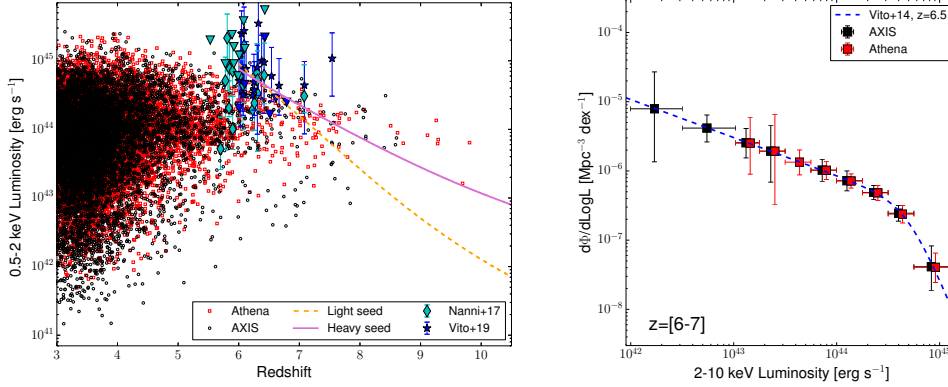 10^45
10^44
10^43
10^42
10^41
0.5-2 keV Luminosity [erg s^-1]
Athena
AXIS
Light seed
Heavy seed
Nanni+17
Vito+19
3 4 5 6 7 8 9 10
Redshift
10^-4
10^-5
10^-6
10^-7
10^-8
dΦ/dLogL [Mpc^-3 dex^-1]
Vito+14, z=6.5
AXIS
Athena
z=[6-7]
10^42 10^43 10^44 10^45
2-10 keV Luminosity [erg s^-1]